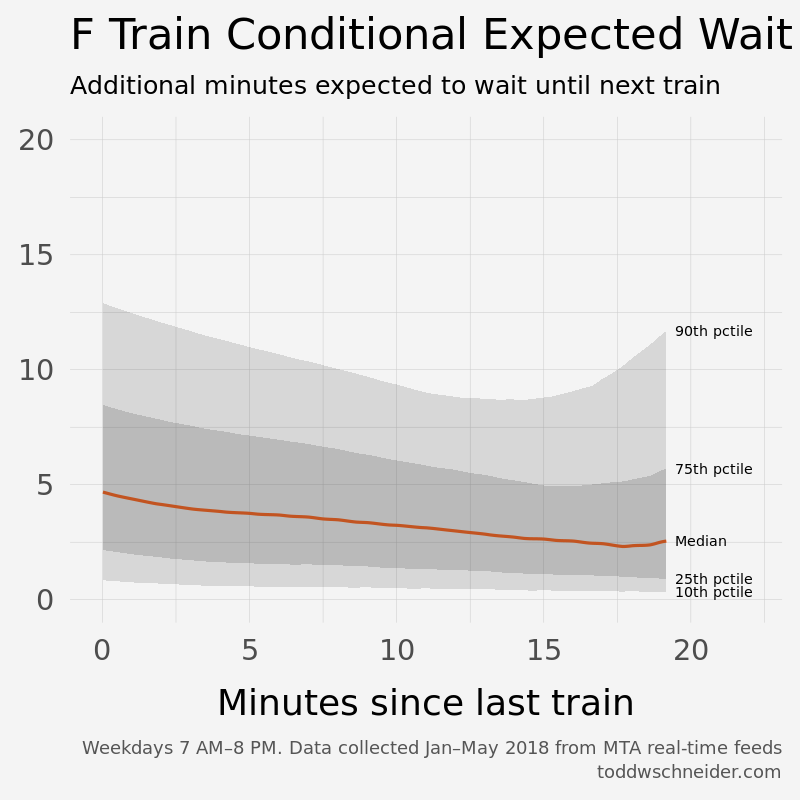 F Train Conditional Expected Wait
Additional minutes expected to wait until next train
20
15
10
5
0
90th pctile
75th pctile
Median
25th pctile
10th pctile
0 5 10 15 20
Minutes since last train
Weekdays 7 AM–8 PM. Data collected Jan–May 2018 from MTA real-time feeds
toddwschneider.com